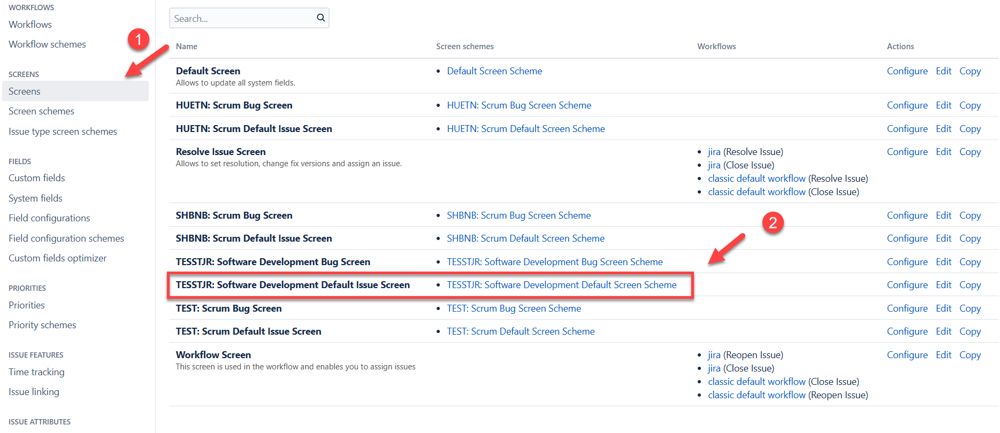 WORKFLOWS
Workflows
Workflow schemes
1
SCREENS
Screens
Screen schemes
Issue type screen schemes
FIELDS
Custom fields
System fields
Field configurations
Field configuration schemes
Custom fields optimizer
PRIORITIES
Priorities
Priority schemes
ISSUE FEATURES
Time tracking
Issue linking
ISSUE ATTRIBUTES
Search...
Name Screen schemes Workflows Actions
Default Screen • Default Screen Scheme Configure Edit Copy
Allows to update all system fields.
HUETN: Scrum Bug Screen • HUETN: Scrum Bug Screen Scheme Configure Edit Copy
HUETN: Scrum Default Issue Screen • HUETN: Scrum Default Screen Scheme Configure Edit Copy
Resolve Issue Screen • jira (Resolve Issue) Configure Edit Copy
Allows to set resolution, change fix versions and assign an issue. • jira (Close Issue)
• classic default workflow (Resolve Issue)
• classic default workflow (Close Issue)
SHBNB: Scrum Bug Screen • SHBNB: Scrum Bug Screen Scheme Configure Edit Copy
2
SHBNB: Scrum Default Issue Screen • SHBNB: Scrum Default Screen Scheme Configure Edit Copy
TESSTJR: Software Development Bug Screen • TESSTJR: Software Development Bug Screen Scheme Configure Edit Copy
TESSTJR: Software Development Default Issue Screen • TESSTJR: Software Development Default Screen Scheme Configure Edit Copy
TEST: Scrum Bug Screen • TEST: Scrum Bug Screen Scheme Configure Edit Copy
TEST: Scrum Default Issue Screen • TEST: Scrum Default Screen Scheme Configure Edit Copy
Workflow Screen • jira (Reopen Issue) Configure Edit Copy
This screen is used in the workflow and enables you to assign issues • jira (Close Issue)
• classic default workflow (Close Issue)
• classic default workflow (Reopen Issue)